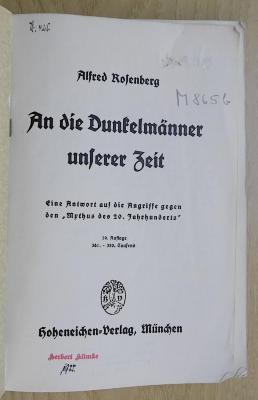 Alfred Rosenberg
M8656
An die Dunkelmänner
unserer Zeit
Eine Antwort auf die Angriffe gegen
den „Mythus des 20. Jahrhunderts“
Hoheneichen-Verlag, München